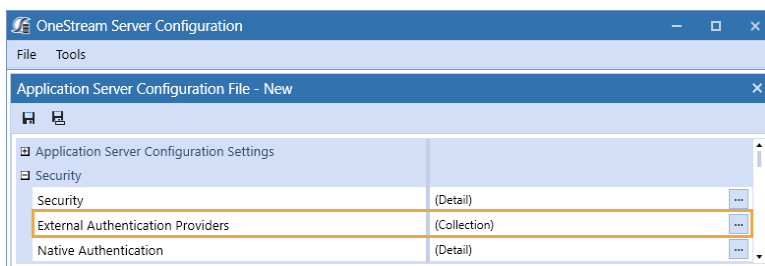 OneStream Server Configuration
File Tools
Application Server Configuration File - New
Application Server Configuration Settings
Security
Security (Detail) ...
External Authentication Providers (Collection) ...
Native Authentication (Detail) ...